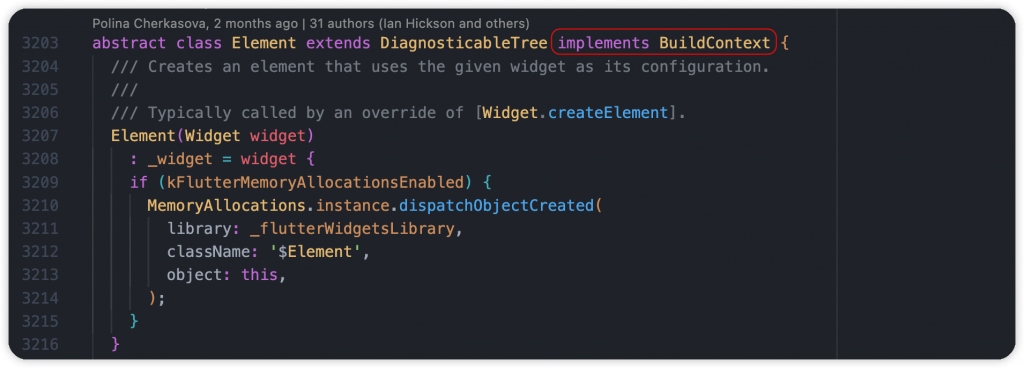 Polina Cherkasova, 2 months ago | 31 authors (Ian Hickson and others)
3203 abstract class Element extends DiagnosticableTree implements BuildContext {
3204 /// Creates an element that uses the given widget as its configuration.
3205 ///
3206 /// Typically called by an override of [Widget.createElement].
3207 Element(Widget widget)
3208 : _widget = widget {
3209 if (kFlutterMemoryAllocationsEnabled) {
3210 MemoryAllocations.instance.dispatchObjectCreated(
3211 library: _flutterWidgetsLibrary,
3212 className: '$Element',
3213 object: this,
3214 );
3215 }
3216 }